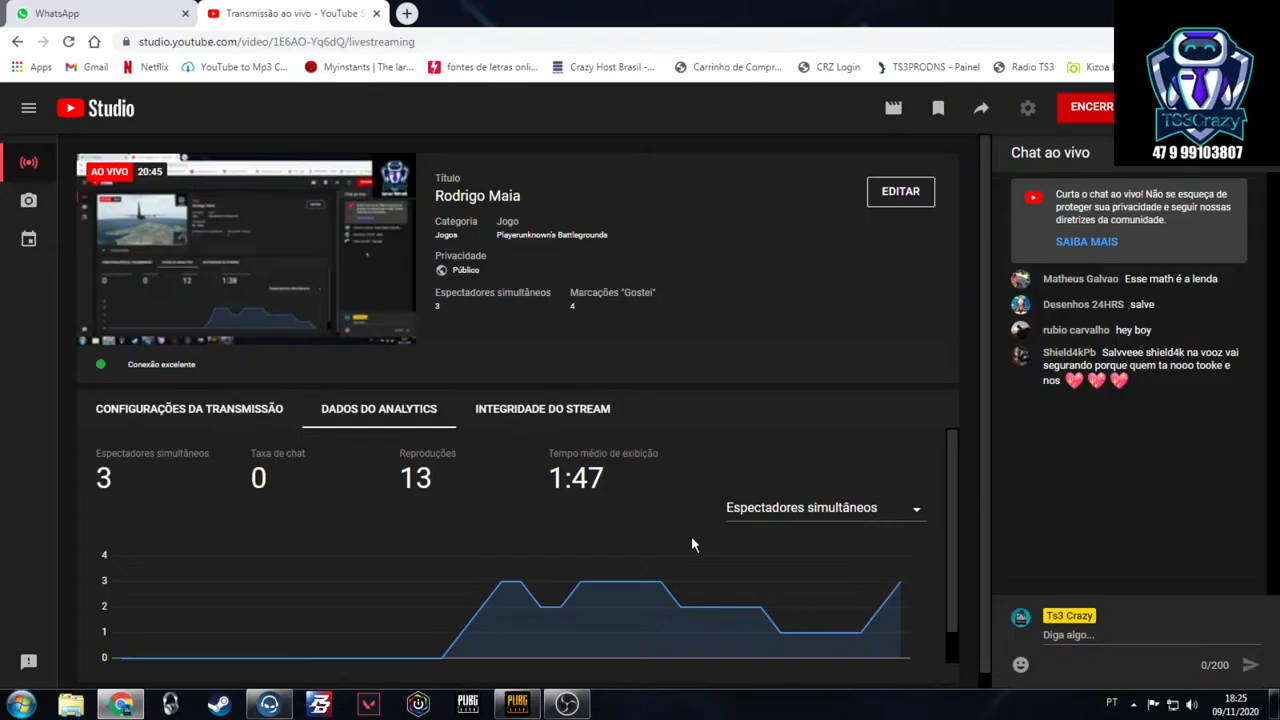 WhatsApp
Transmissão ao vivo - YouTube S
studio.youtube.com/video/1E6AO-Yq6dQ/livestreaming
Apps
Gmail
Netflix
YouTube to Mp3 C...
Myinstants | The lar...
fontes de letras onli...
Crazy Host Brasil -...
Carrinho de Compr...
CRZ Login
TS3PRODNS - Painel
Radio TS3
Kizoa
TS3Crazy
47 9 99103807
Studio
ENCERR
AO VIVO 20:45
Título
Rodrigo Maia
EDITAR
Categoria Jogo
Jogos Playerunknown's Battlegrounds
Privacidade
Público
Espectadores simultâneos Marcações "Gostei"
3 4
Conexão excelente
CONFIGURAÇÕES DA TRANSMISSÃO DADOS DO ANALYTICS INTEGRIDADE DO STREAM
Espectadores simultâneos Taxa de chat Reproduções Tempo médio de exibição
3 0 13 1:47
Espectadores simultâneos
4
3
2
1
0
Chat ao vivo
Curta o chat ao vivo! Não se esqueça de
proteger sua privacidade e seguir nossas
diretrizes da comunidade.
SAIBA MAIS
Matheus Galvao Esse math é a lenda
Desenhos 24HRS salve
rubio carvalho hey boy
Shield4kPb Salvveee shield4k na vooz vai
segurando porque quem ta nooo tooke e
nos
Ts3 Crazy
Diga algo...
0/200
PUBG
LITE
PUBG
PT
18:25
09/11/2020